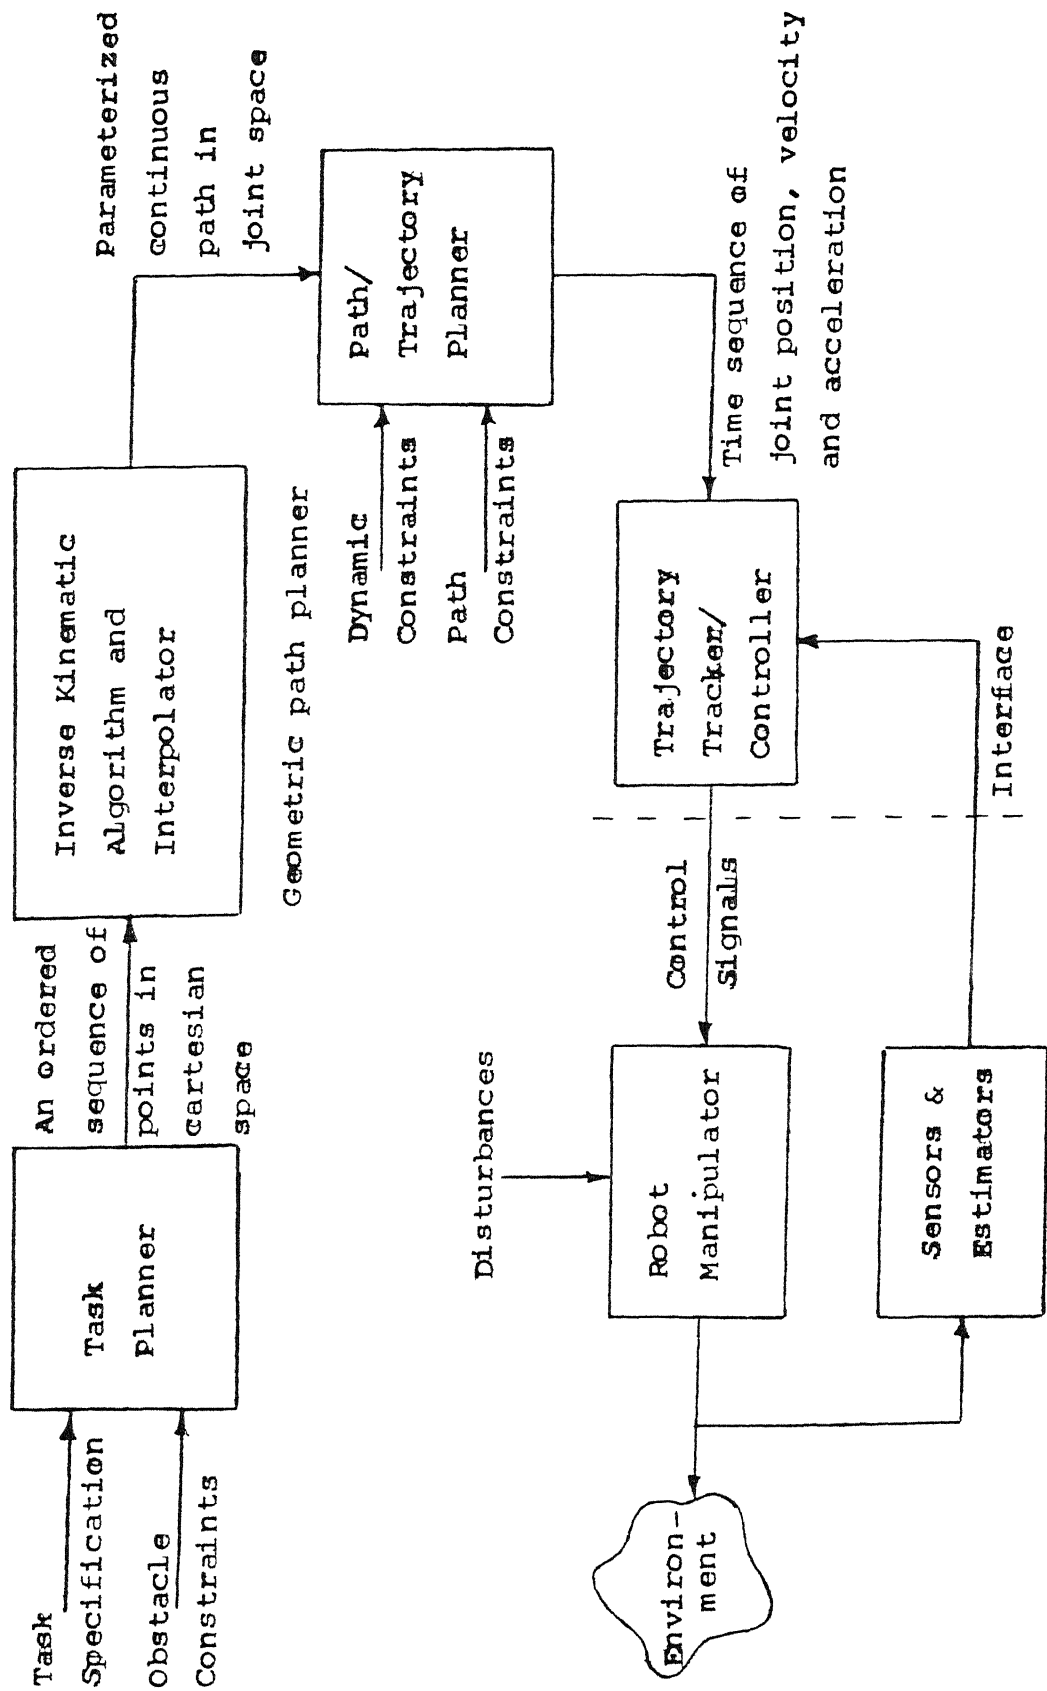 Task
Specification
Obstacle
Constraints
Task
Planner
An ordered
sequence of
points in
cartesian
space
Inverse Kinematic
Algorithm and
Interpolator
Geometric path planner
Parameterized
continuous
path in
joint space
Dynamic
Constraints
Path
Constraints
Path/
Trajectory
Planner
Time sequence of
joint position, velocity
and acceleration
Trajectory
Tracker/
Controller
Interface
Control
Signals
Disturbances
Robot
Manipulator
Sensors &
Estimators
Environ-
ment